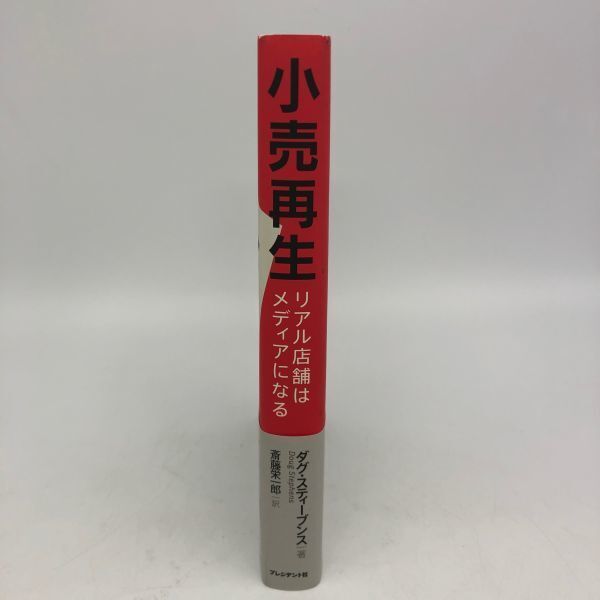 小売再生
リアル店舗は
メディアになる
ダグ・スティーブンス 著
Doug Stephens
斎藤栄一郎 訳
プレジデント社